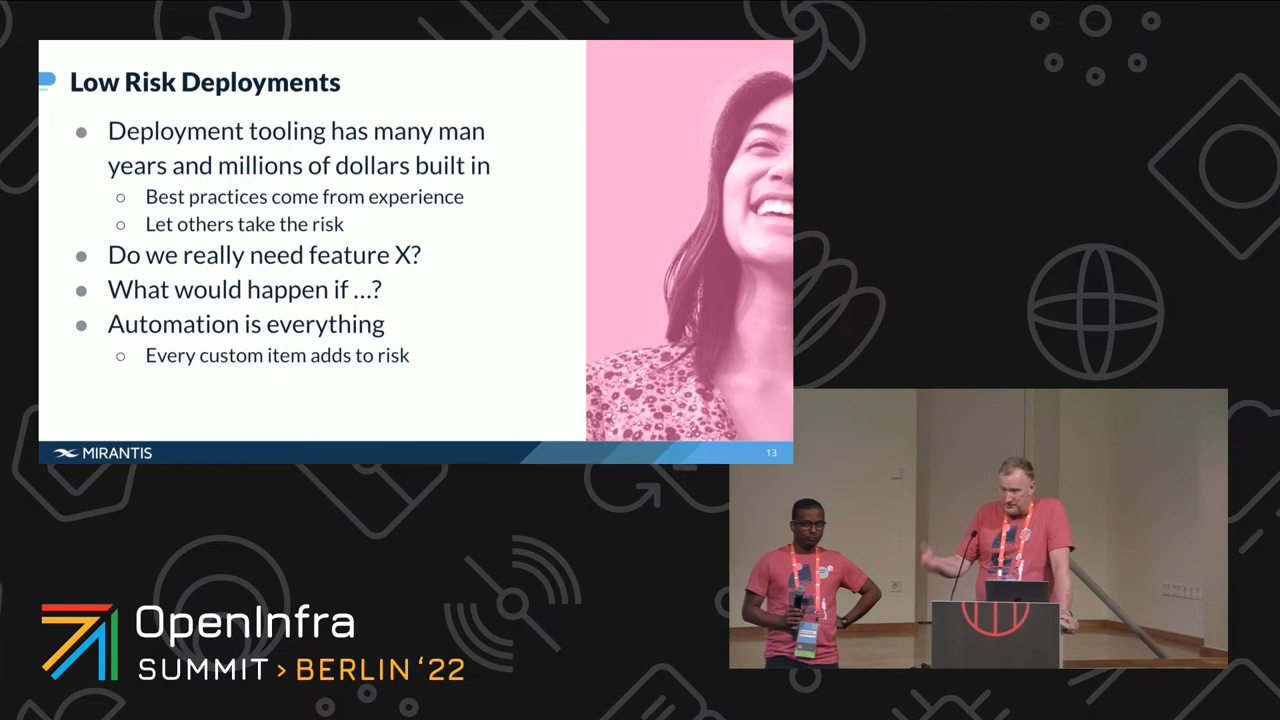 Low Risk Deployments
● Deployment tooling has many man
years and millions of dollars built in
○ Best practices come from experience
○ Let others take the risk
● Do we really need feature X?
● What would happen if ...?
● Automation is everything
○ Every custom item adds to risk
MIRANTIS
13
OpenInfra
SUMMIT > BERLIN ‘22